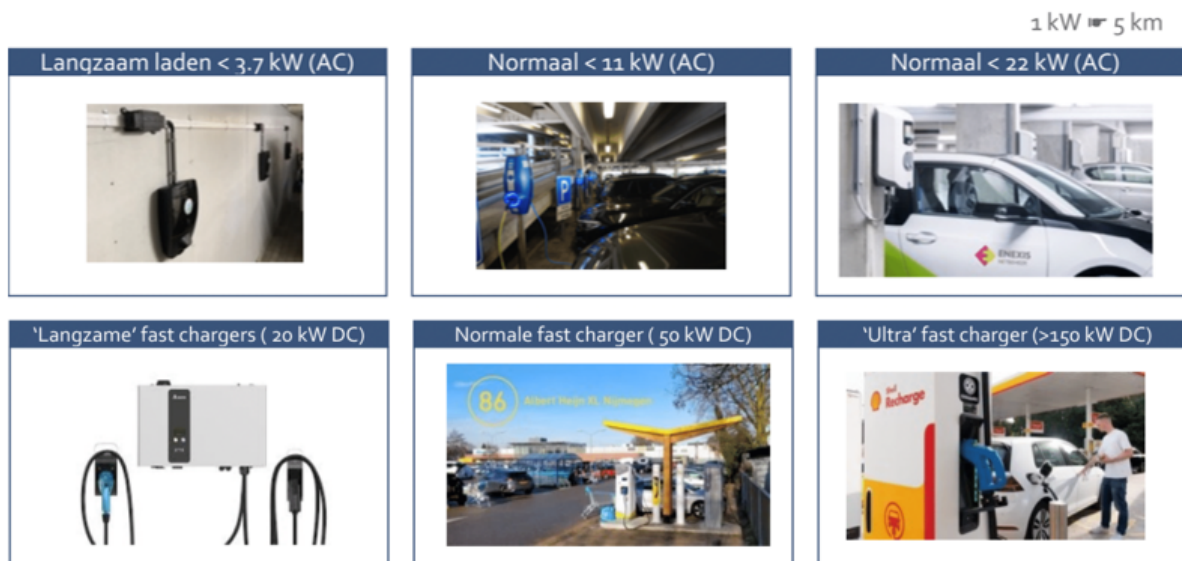 1 kW ☛ 5 km
Langzaam laden < 3.7 kW (AC)
Normaal < 11 kW (AC)
Normaal < 22 kW (AC)
P
ENEXIS
'Langzame' fast chargers ( 20 kW DC)
Normale fast charger ( 50 kW DC)
'Ultra' fast charger (>150 kW DC)
86 Albert Heijn XL, Nijmegen
Shell
Recharge